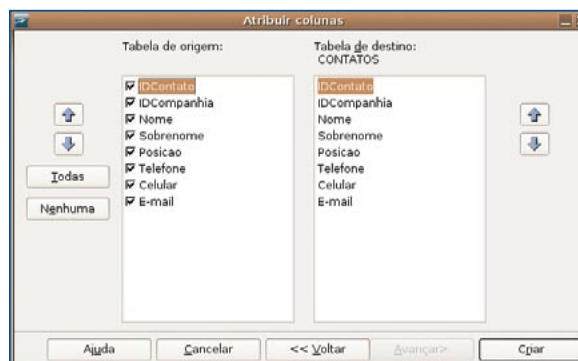 Atribuir colunas
Tabela de origem:
IDContato
IDCompanhia
Nome
Sobrenome
Posicao
Telefone
Celular
E-mail
Todas
Nenhuma
Tabela de destino:
CONTATOS
IDContato
IDCompanhia
Nome
Sobrenome
Posicao
Telefone
Celular
E-mail
Ajuda
Cancelar
<< Voltar
Avançar>
Criar